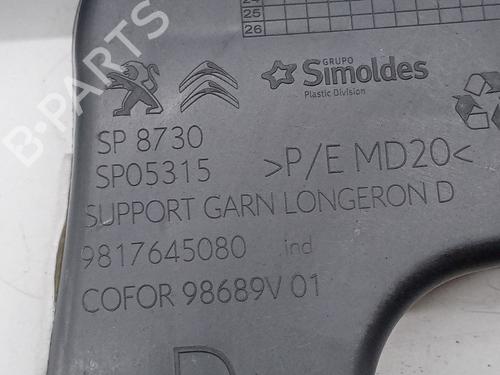 24
25
26
GRUPO
Simoldes
Plastic Division
SP 8730
SP05315
>P/E MD20<
SUPPORT GARN LONGERON D
9817645080 ind
COFOR 98689V 01
D
B-PARTS